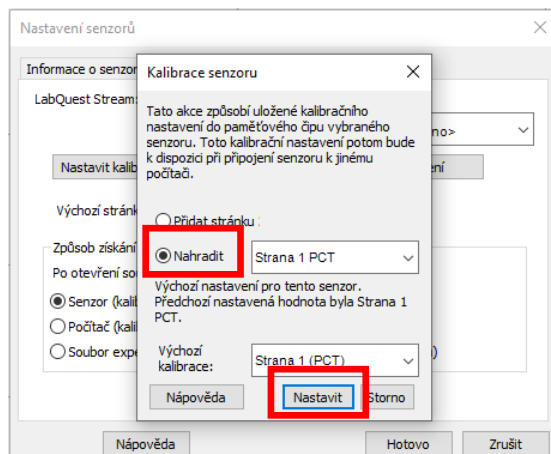 Nastavení senzorů
Informace o senzor
LabQuest Stream:
no>
Nastavit kalib
ení
Výchozí stránk
Způsob získání
Po otevření so
Senzor (kalib
Počítač (kali
Soubor expe
)
Nápověda
Hotovo
Zrušit
Kalibrace senzoru
Tato akce způsobí uložené kalibračního
nastavení do paměťového čipu vybraného
senzoru. Toto kalibrační nastavení potom bude
k dispozici při připojení senzoru k jinému
počítači.
Přidat stránku :
Nahradit
Strana 1 PCT
Výchozí nastavení pro tento senzor.
Předchozí nastavená hodnota byla Strana 1
PCT.
Výchozí
kalibrace:
Strana 1 (PCT)
Nápověda
Nastavit
Storno